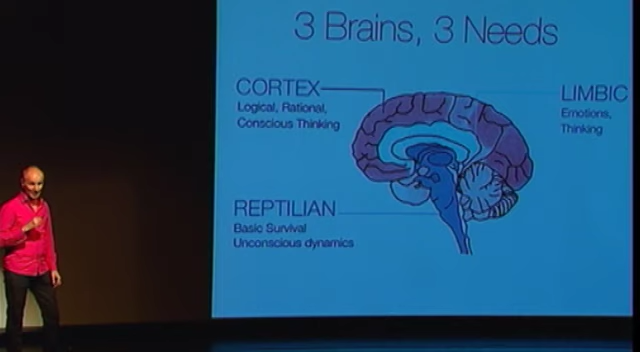 3 Brains, 3 Needs
CORTEX
Logical, Rational,
Conscious Thinking
LIMBIC
Emotions,
Thinking
REPTILIAN
Basic Survival
Unconscious dynamics